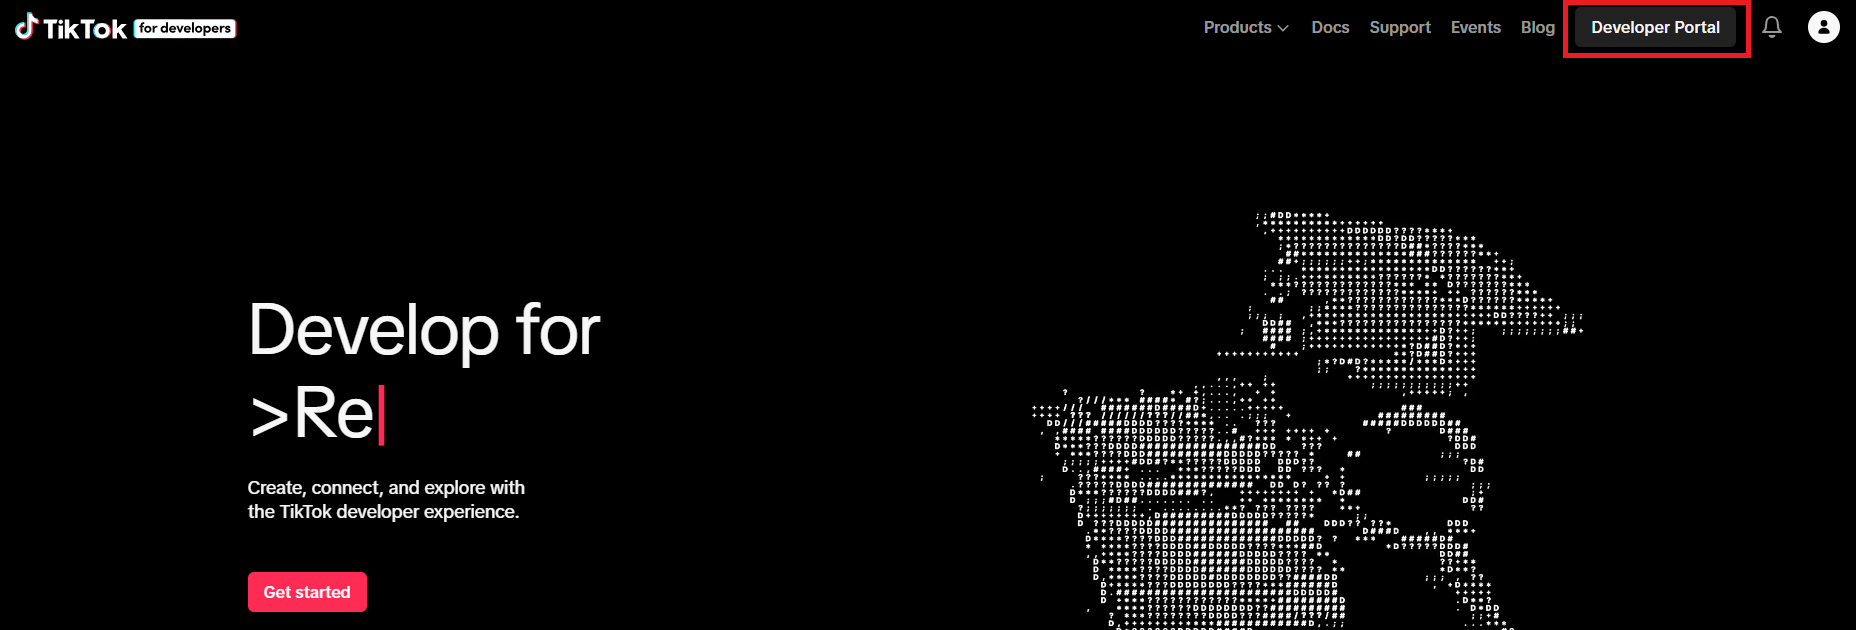 TikTok for developers
Products Docs Support Events Blog Developer Portal
Develop for
>Re
Create, connect, and explore with
the TikTok developer experience.
Get started